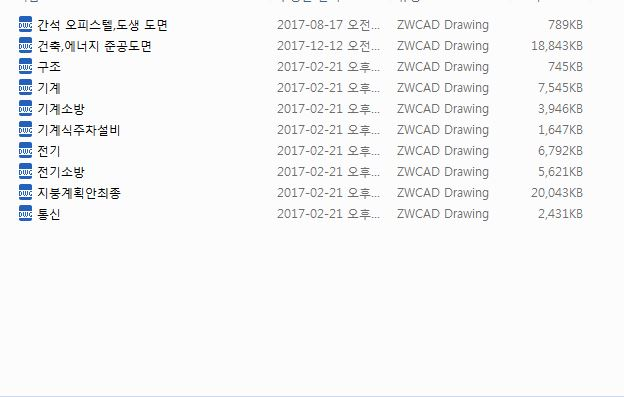 간석 오피스텔,도생 도면 2017-08-17 오전... ZWCAD Drawing 789KB
건축,에너지 준공도면 2017-12-12 오전... ZWCAD Drawing 18,843KB
구조 2017-02-21 오후... ZWCAD Drawing 745KB
기계 2017-02-21 오후... ZWCAD Drawing 7,545KB
기계소방 2017-02-21 오후... ZWCAD Drawing 3,946KB
기계식주차설비 2017-02-21 오후... ZWCAD Drawing 1,647KB
전기 2017-02-21 오후... ZWCAD Drawing 6,792KB
전기소방 2017-02-21 오후... ZWCAD Drawing 5,621KB
지붕계획안최종 2017-02-21 오후... ZWCAD Drawing 20,043KB
통신 2017-02-21 오후... ZWCAD Drawing 2,431KB